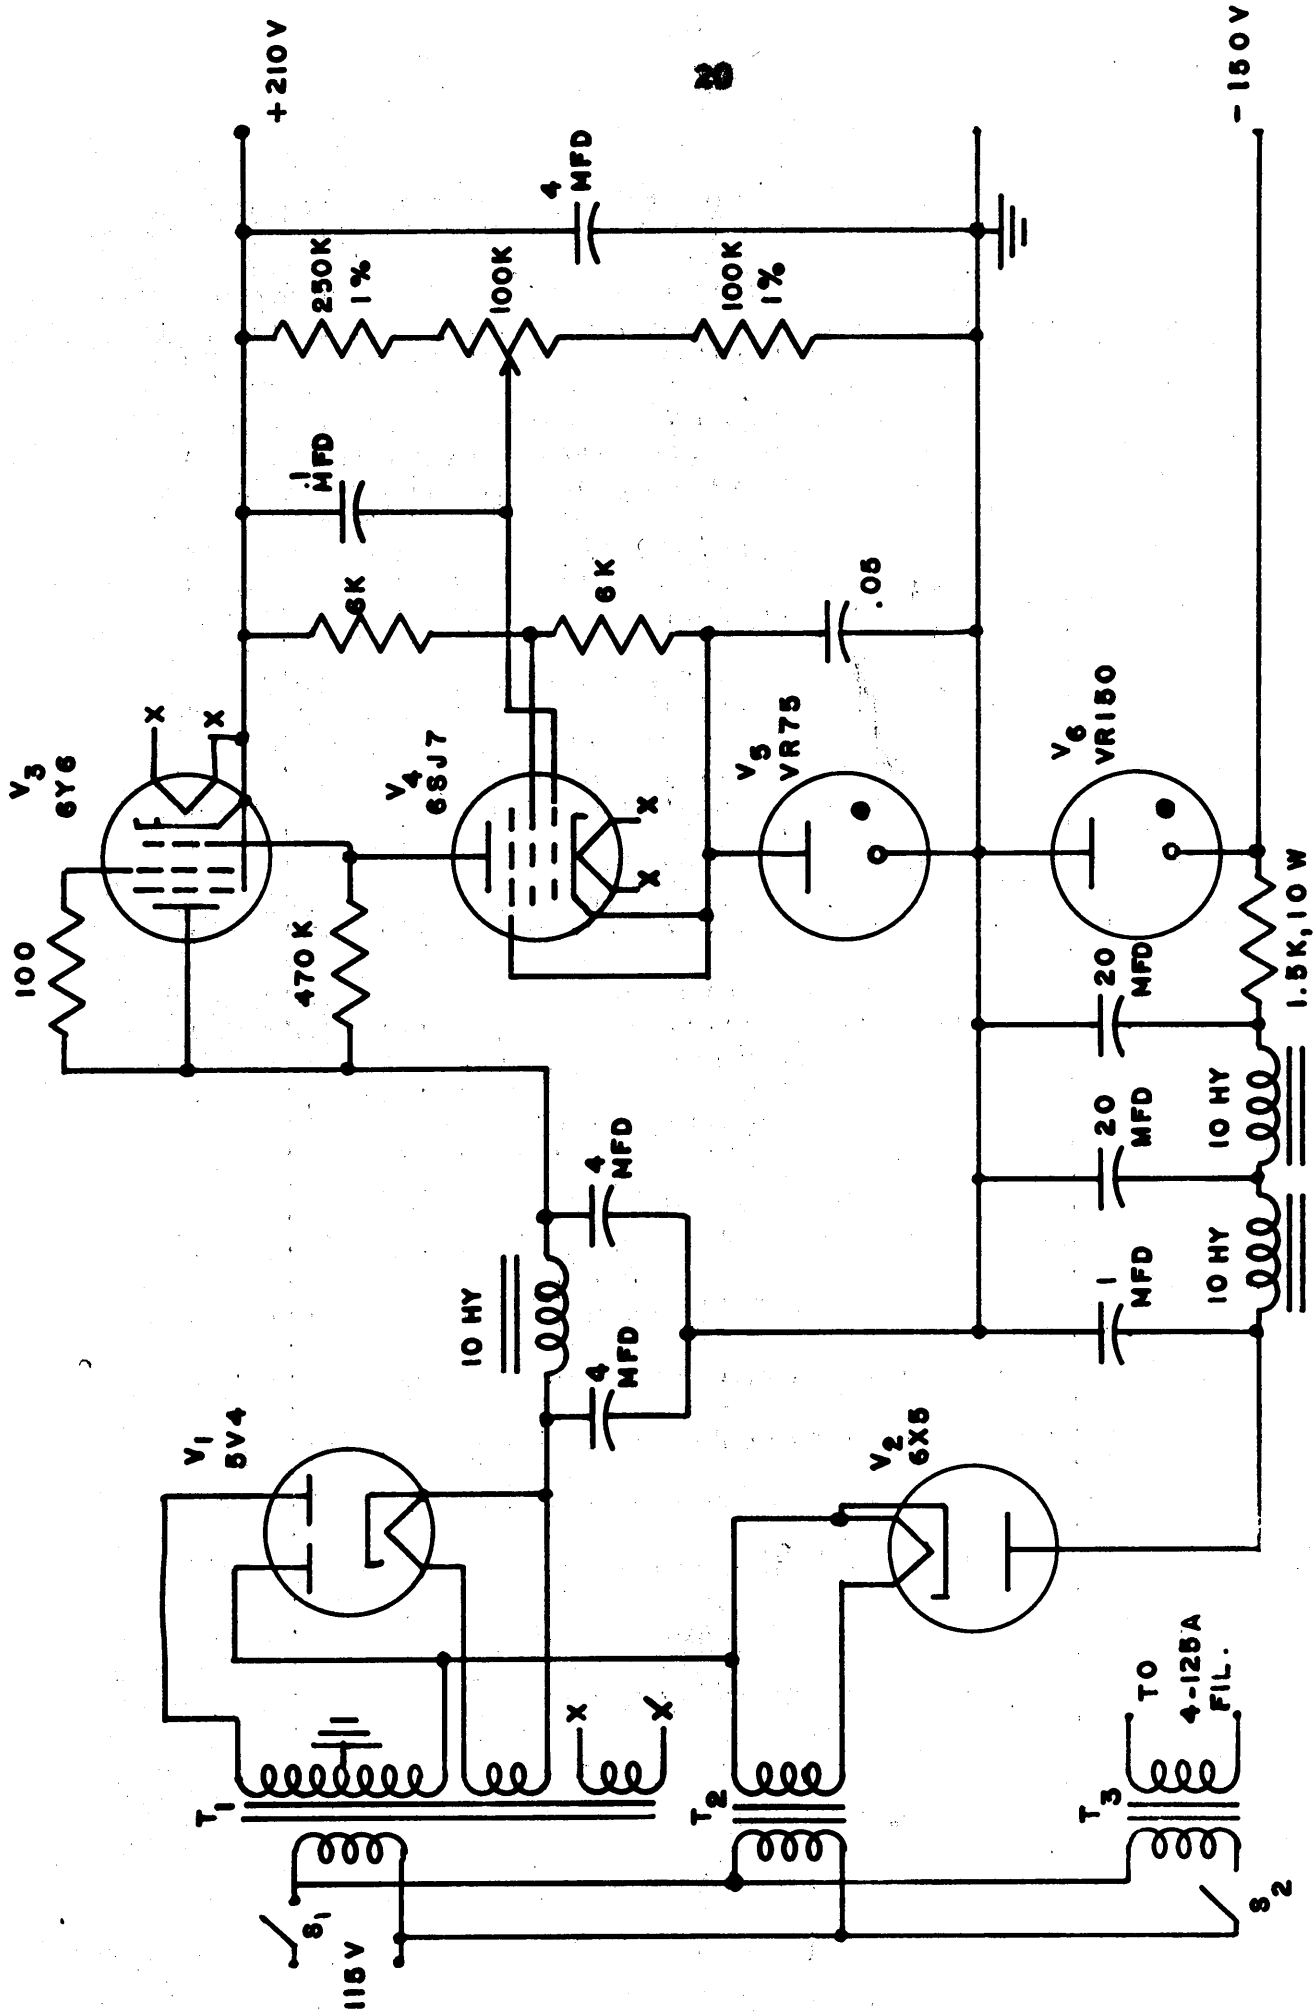 20
+210V
-150V
4
MFD
250K
1%
100K
100K
1%
.1
MFD
6K
6K
.05
V3
6Y6
X
X
100
470K
V4
6SJ7
X
X
V5
VR75
V6
VR150
20
MFD
1.5K, 10W
20
MFD
10 HY
1
MFD
10 HY
10 HY
4
MFD
4
MFD
V1
5V4
V2
6X5
T1
X
X
T2
T3
TO
4-125A
FIL.
S1
115V
S2